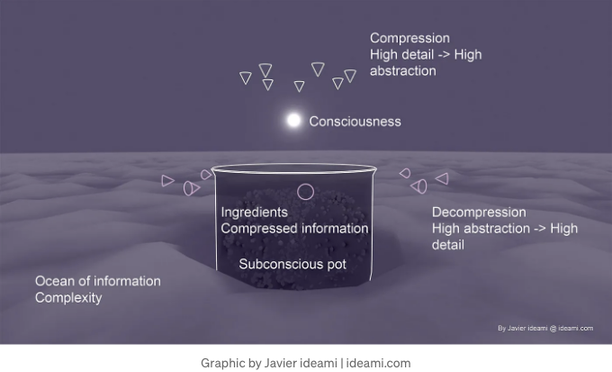 Compression
High detail -> High
abstraction
Consciousness
Ingredients
Compressed information
Subconscious pot
Decompression
High abstraction -> High
detail
Ocean of information
Complexity
By Javier ideami @ ideami.com
Graphic by Javier ideami | ideami.com